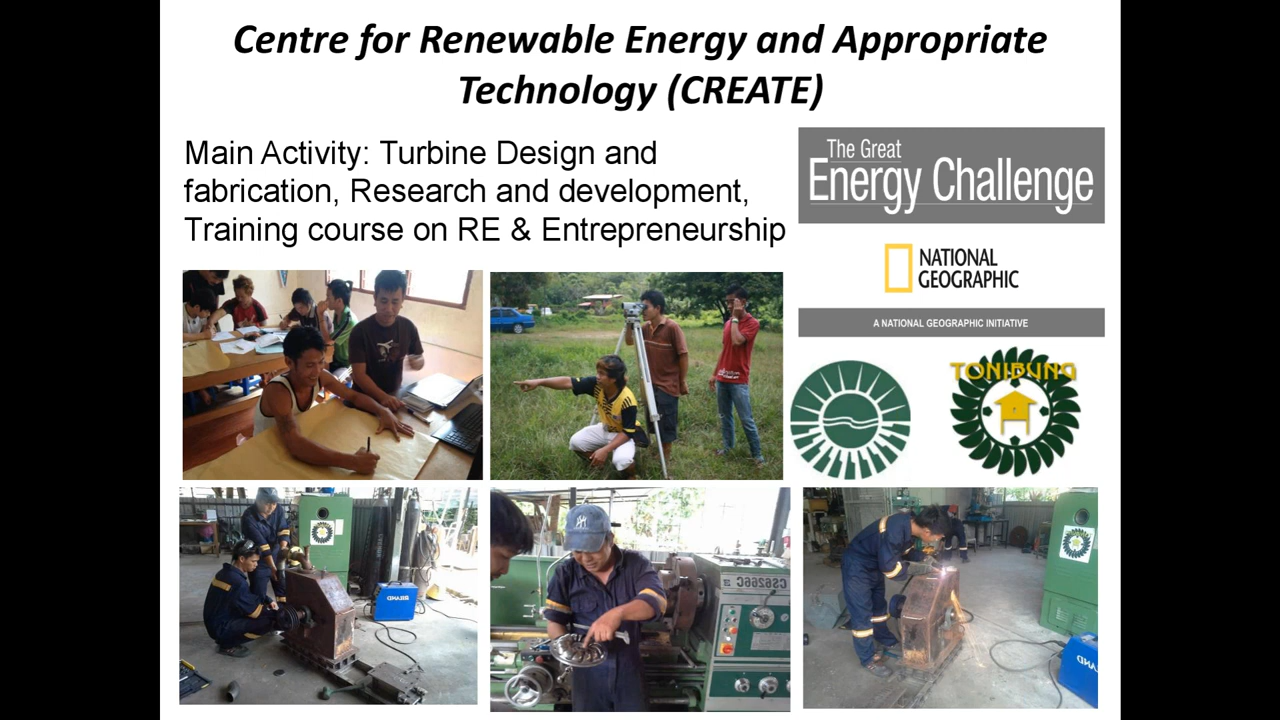 Centre for Renewable Energy and Appropriate
Technology (CREATE)
Main Activity: Turbine Design and
fabrication, Research and development,
Training course on RE & Entrepreneurship
The Great
Energy Challenge
NATIONAL
GEOGRAPHIC
A NATIONAL GEOGRAPHIC INITIATIVE
TONIBUNG
CS6266C